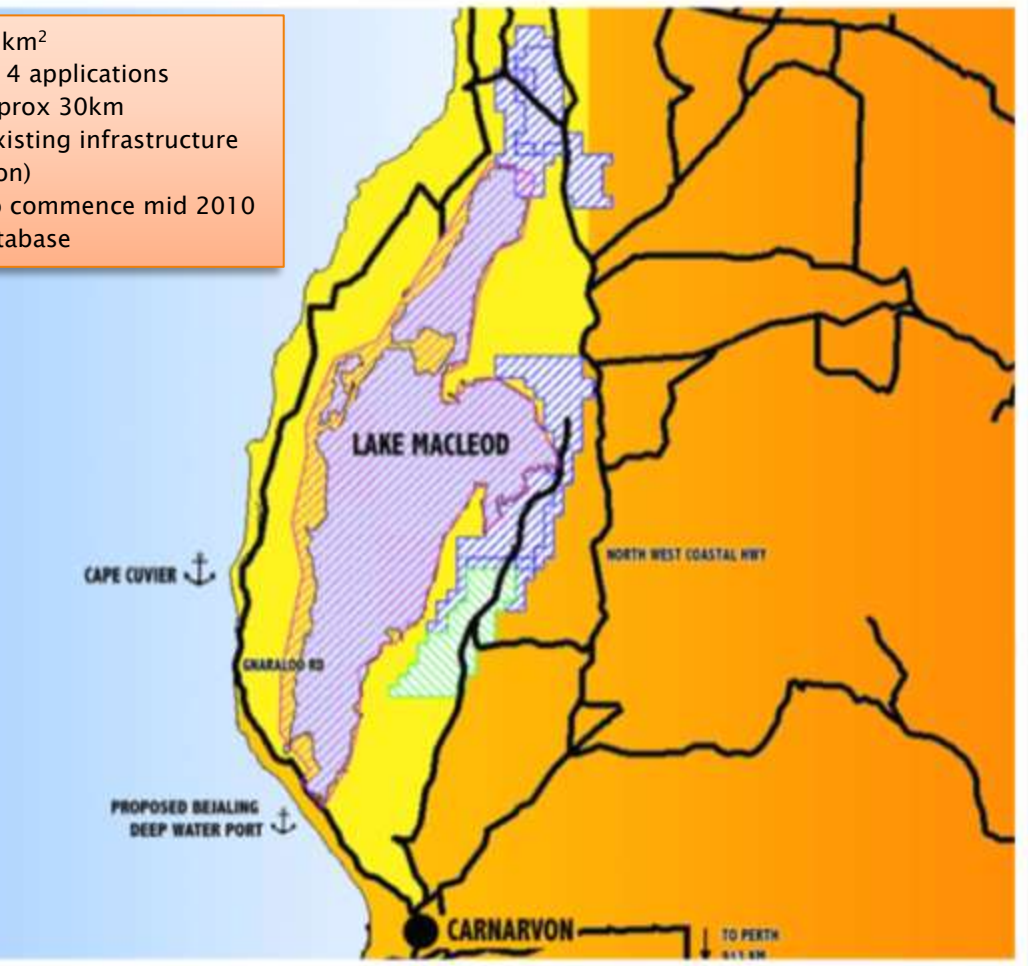 km²
4 applications
prox 30km
xisting infrastructure
on)
commence mid 2010
tabase
LAKE MACLEOD
CAPE CUVIER
NORTH WEST COASTAL HWY
GNARALOO RD
PROPOSED BEJALING
DEEP WATER PORT
CARNARVON
TO PERTH